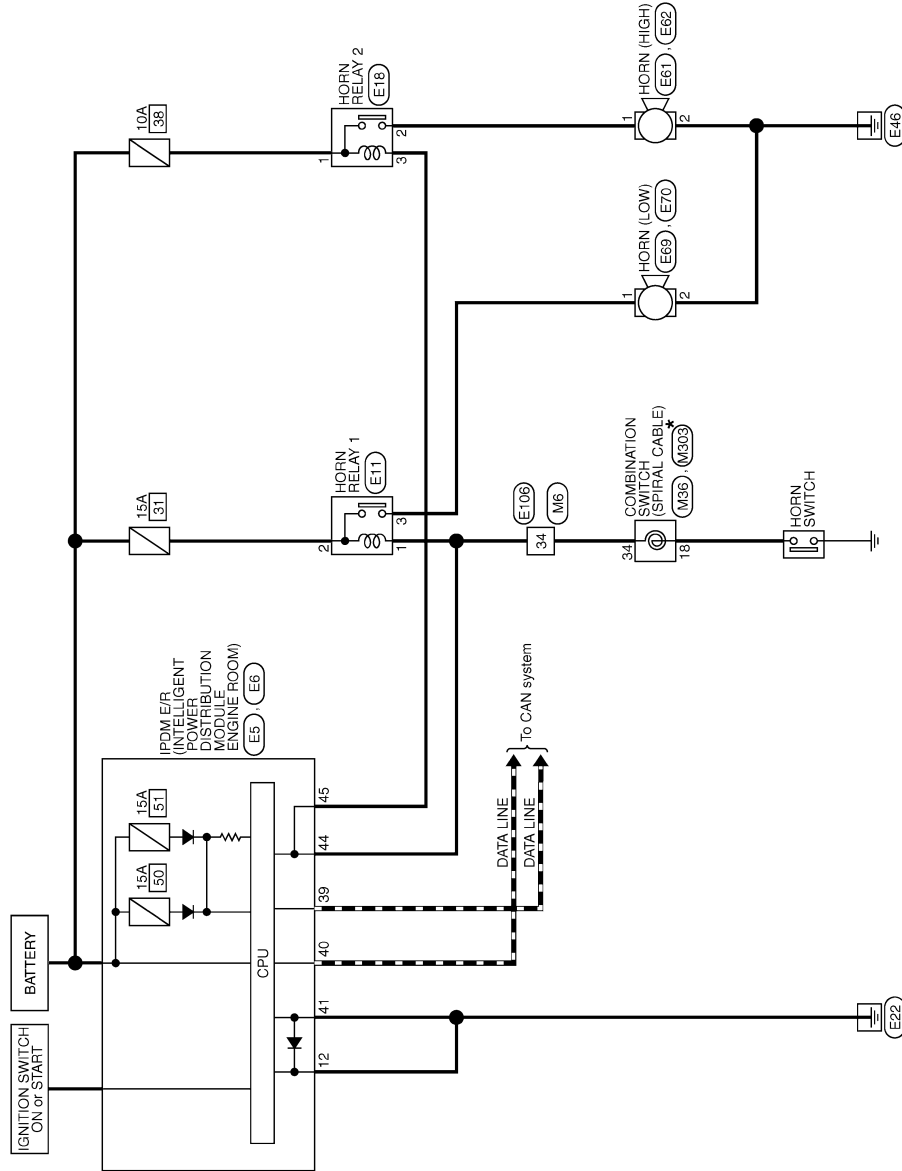 IGNITION SWITCH
ON or START
BATTERY
IPDM E/R
(INTELLIGENT
POWER
DISTRIBUTION
MODULE
ENGINE ROOM)
E5 , E6
15A
50
15A
51
CPU
12
41
40
39
44
45
15A
31
10A
38
HORN
RELAY 1
E11
2
1
3
HORN
RELAY 2
E18
1
3
2
DATA LINE
DATA LINE
To CAN system
E106
34
M6
COMBINATION
SWITCH
(SPIRAL CABLE)
M36 , M303
*
34
18
HORN
SWITCH
HORN (LOW)
E69 , E70
1
2
HORN (HIGH)
E61 , E62
1
2
E22
E46